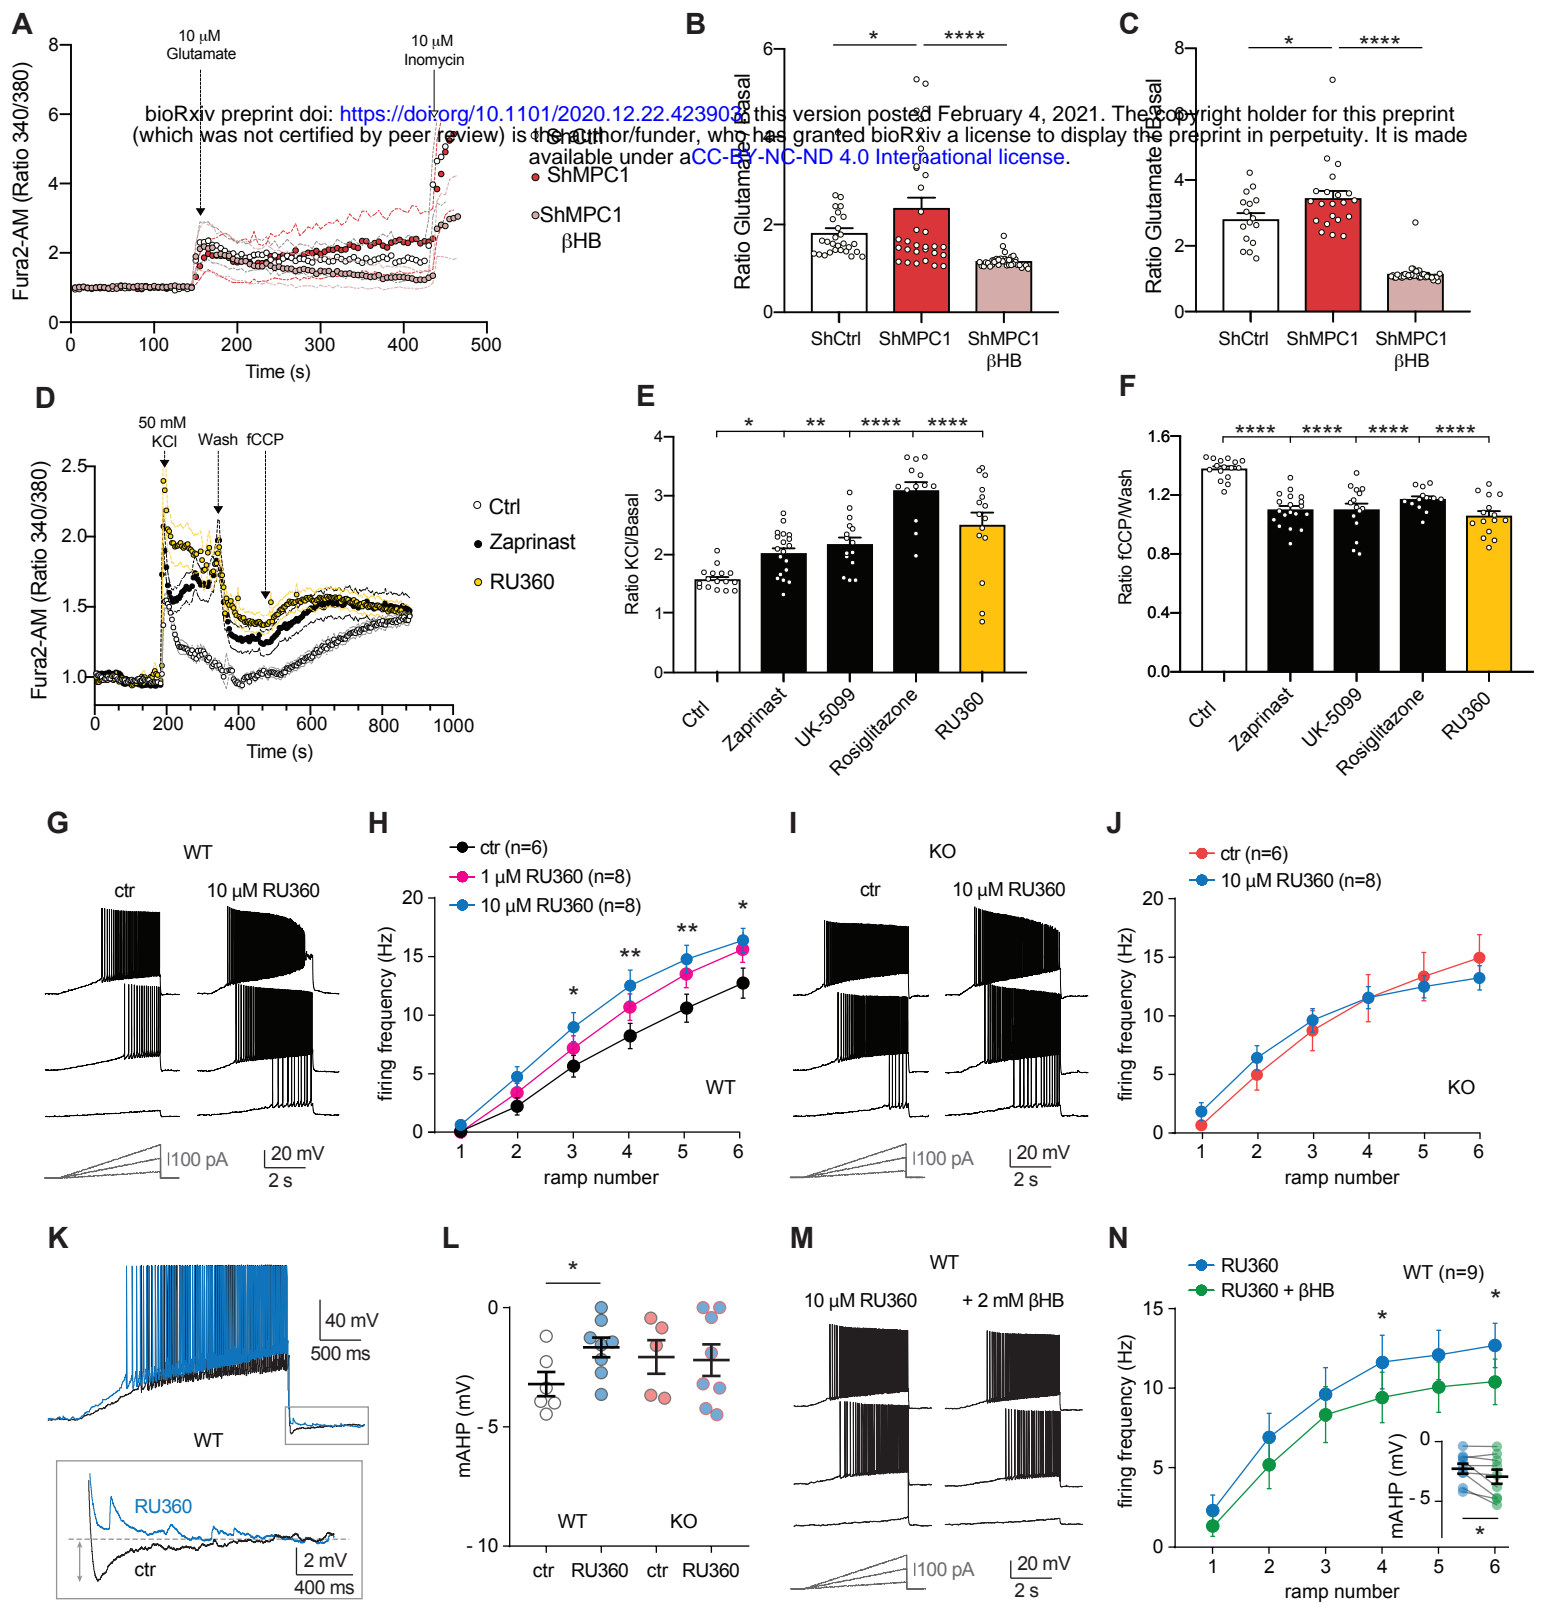 A
8
6
4
2
0
Fura2-AM (Ratio 340/380)
10 µM
Glutamate
10 µM
Inomycin
0 100 200 300 400 500
Time (s)
ShCtrl
ShMPC1
ShMPC1
βHB
bioRxiv preprint doi: https://doi.org/10.1101/2020.12.22.423903; this version posted February 4, 2021. The copyright holder for this preprint
(which was not certified by peer review) is the author/funder, who has granted bioRxiv a license to display the preprint in perpetuity. It is made
available under aCC-BY-NC-ND 4.0 International license.
B
Ratio Glutamate / Basal
6
4
2
0
* ****
ShCtrl ShMPC1 ShMPC1
βHB
C
Ratio Glutamate / Basal
8
6
4
2
0
* ****
ShCtrl ShMPC1 ShMPC1
βHB
D
Fura2-AM (Ratio 340/380)
2.5
2.0
1.5
1.0
50 mM
KCl
Wash fCCP
0 200 400 600 800 1000
Time (s)
Ctrl
Zaprinast
RU360
E
Ratio KCl/Basal
4
3
2
1
0
* ** **** ****
Ctrl
Zaprinast
UK-5099
Rosiglitazone
RU360
F
Ratio fCCP/Wash
1.6
1.2
0.8
0.4
0.0
**** **** **** ****
Ctrl
Zaprinast
UK-5099
Rosiglitazone
RU360
G
WT
ctr 10 µM RU360
100 pA
20 mV
2 s
H
ctr (n=6)
1 µM RU360 (n=8)
10 µM RU360 (n=8)
firing frequency (Hz)
20
15
10
5
0
* ** ** *
WT
1 2 3 4 5 6
ramp number
I
KO
ctr 10 µM RU360
100 pA
20 mV
2 s
J
ctr (n=6)
10 µM RU360 (n=8)
firing frequency (Hz)
20
15
10
5
0
KO
1 2 3 4 5 6
ramp number
K
40 mV
500 ms
WT
RU360
ctr
2 mV
400 ms
L
mAHP (mV)
0
- 5
- 10
*
WT KO
ctr RU360 ctr RU360
M
WT
10 µM RU360 + 2 mM βHB
100 pA
20 mV
2 s
N
RU360
RU360 + βHB
WT (n=9)
firing frequency (Hz)
15
10
5
0
* *
mAHP (mV)
0
- 5
*
1 2 3 4 5 6
ramp number